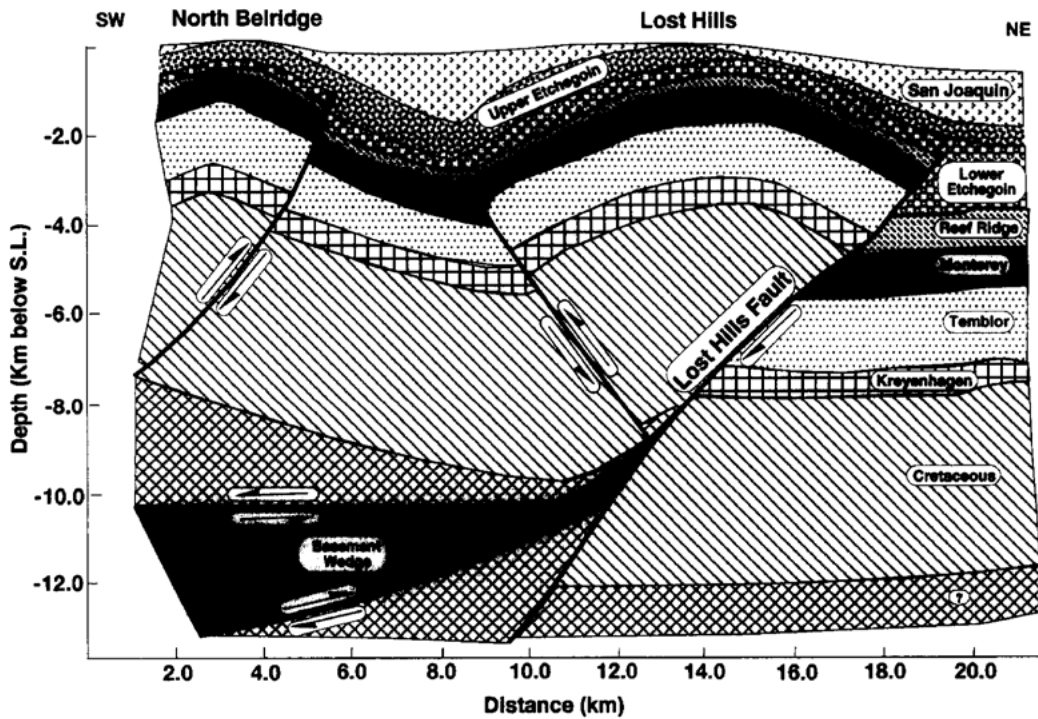 SW
North Belridge
Lost Hills
NE
Upper Etchegoin
San Joaquin
Lower
Etchegoin
Reef Ridge
Monterey
Temblor
Kreyenhagen
Lost Hills Fault
Cretaceous
Basement
Wedge
?
Depth (Km below S.L.)
-2.0
-4.0
-6.0
-8.0
-10.0
-12.0
2.0
4.0
6.0
8.0
10.0
12.0
14.0
16.0
18.0
20.0
Distance (km)